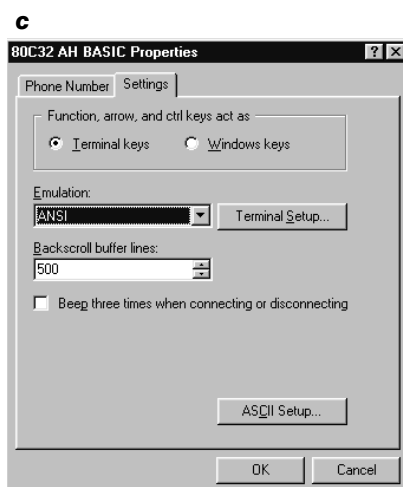 c
80C32 AH BASIC Properties
Phone Number Settings
Function, arrow, and ctrl keys act as
Terminal keys Windows keys
Emulation:
ANSI Terminal Setup...
Backscroll buffer lines:
500
Beep three times when connecting or disconnecting
ASCII Setup...
OK Cancel